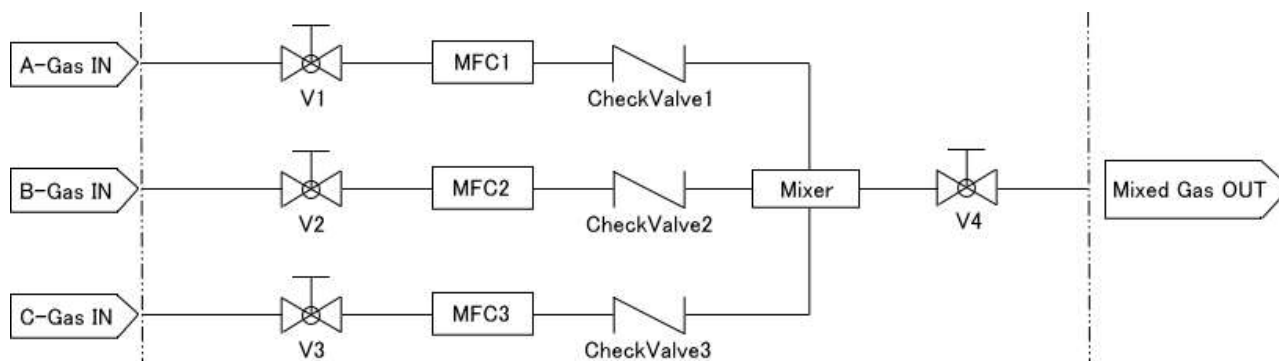 A-Gas IN
V1
MFC1
CheckValve1
B-Gas IN
V2
MFC2
CheckValve2
Mixer
V4
Mixed Gas OUT
C-Gas IN
V3
MFC3
CheckValve3